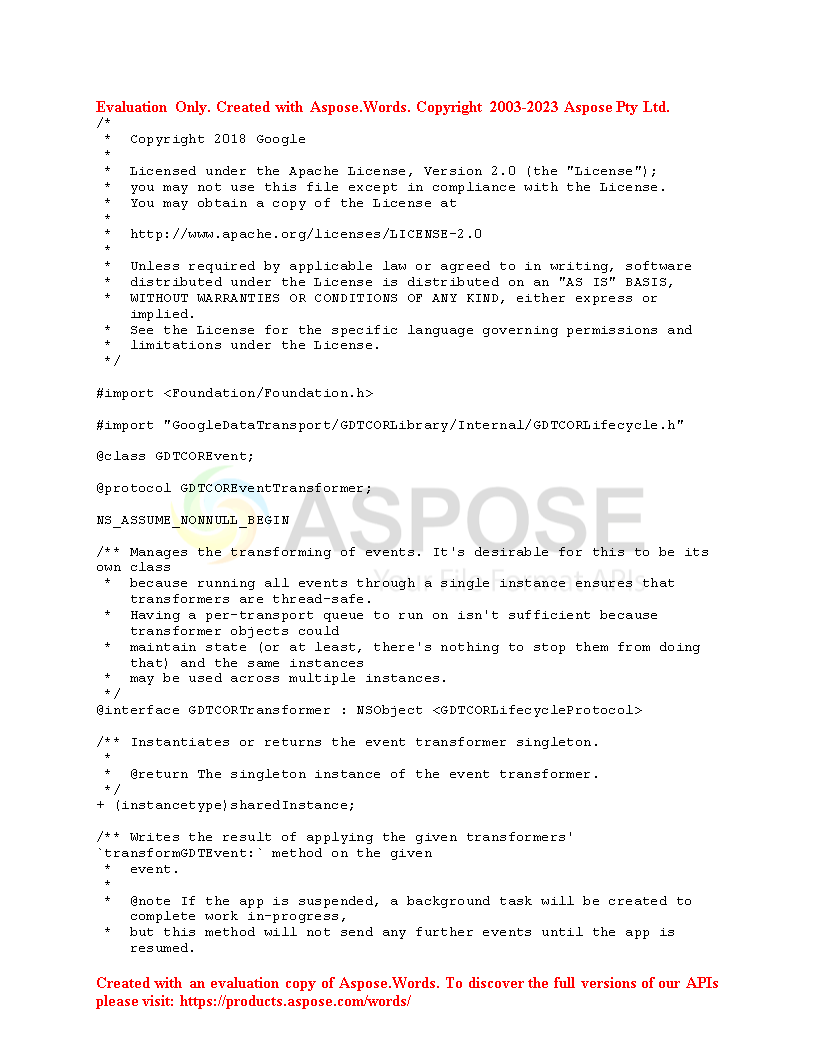 Evaluation Only. Created with Aspose.Words. Copyright 2003-2023 Aspose Pty Ltd.
/*
 *  Copyright 2018 Google
 *
 *  Licensed under the Apache License, Version 2.0 (the "License");
 *  you may not use this file except in compliance with the License.
 *  You may obtain a copy of the License at
 *
 *  http://www.apache.org/licenses/LICENSE-2.0
 *
 *  Unless required by applicable law or agreed to in writing, software
 *  distributed under the License is distributed on an "AS IS" BASIS,
 *  WITHOUT WARRANTIES OR CONDITIONS OF ANY KIND, either express or
    implied.
 *  See the License for the specific language governing permissions and
 *  limitations under the License.
 */
#import <Foundation/Foundation.h>
#import "GoogleDataTransport/GDTCORLibrary/Internal/GDTCORLifecycle.h"
@class GDTCOREvent;
@protocol GDTCOREventTransformer;
ASPOSE
NS_ASSUME_NONNULL_BEGIN
/** Manages the transforming of events. It's desirable for this to be its
own class
Your File Format APIs
 *  because running all events through a single instance ensures that
    transformers are thread-safe.
 *  Having a per-transport queue to run on isn't sufficient because
    transformer objects could
 *  maintain state (or at least, there's nothing to stop them from doing
    that) and the same instances
 *  may be used across multiple instances.
 */
@interface GDTCORTransformer : NSObject <GDTCORLifecycleProtocol>
/** Instantiates or returns the event transformer singleton.
 *
 *  @return The singleton instance of the event transformer.
 */
+ (instancetype)sharedInstance;
/** Writes the result of applying the given transformers'
`transformGDTEvent:` method on the given
 *  event.
 *
 *  @note If the app is suspended, a background task will be created to
    complete work in-progress,
 *  but this method will not send any further events until the app is
    resumed.
Created with an evaluation copy of Aspose.Words. To discover the full versions of our APIs
please visit: https://products.aspose.com/words/